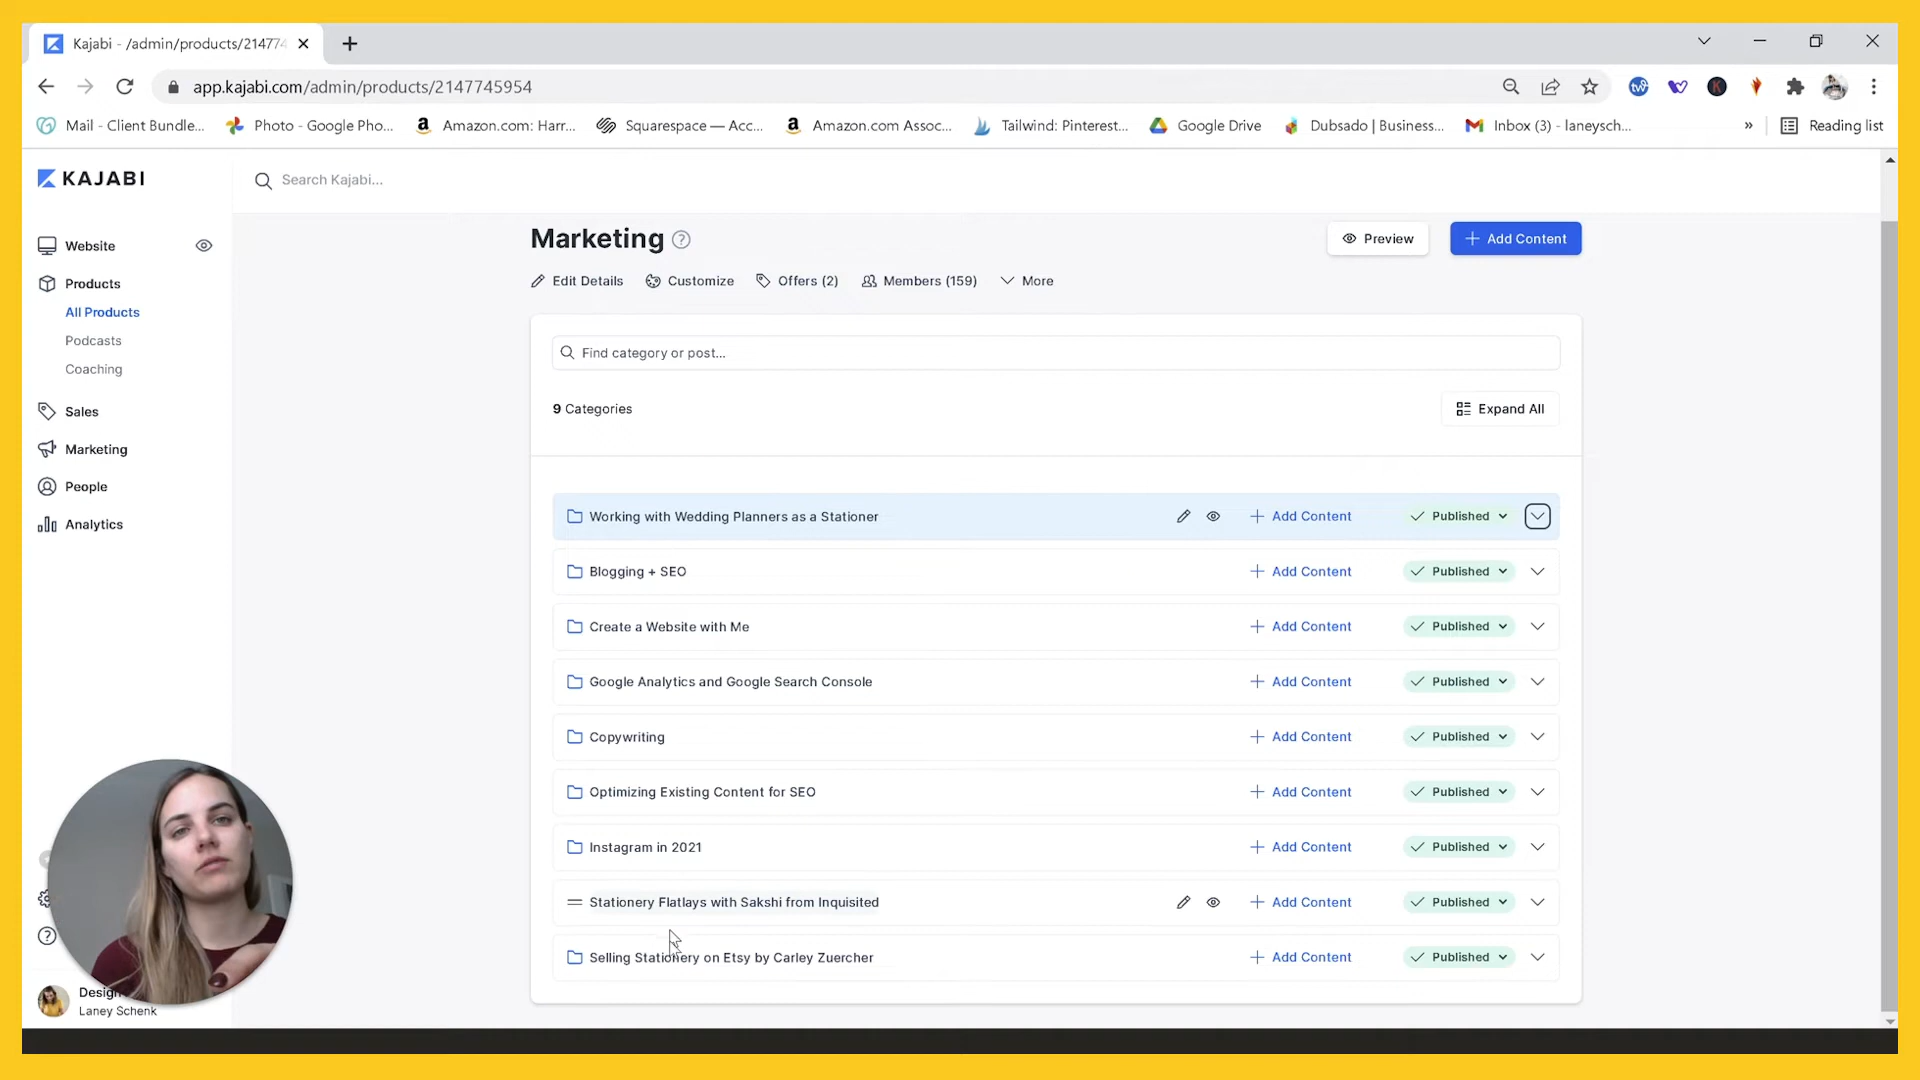 Kajabi - /admin/products/21477
app.kajabi.com/admin/products/2147745954
Mail - Client Bundle...
Photo - Google Pho...
Amazon.com: Harr...
Squarespace — Acc...
Amazon.com Assoc...
Tailwind: Pinterest...
Google Drive
Dubsado | Business...
Inbox (3) - laneysch...
»
Reading list
KAJABI
Search Kajabi...
Website
Products
All Products
Podcasts
Coaching
Sales
Marketing
People
Analytics
Design
Laney Schenk
Marketing
Preview
Add Content
Edit Details
Customize
Offers (2)
Members (159)
More
Find category or post...
9 Categories
Expand All
Working with Wedding Planners as a Stationer
Add Content
Published
Blogging + SEO
Add Content
Published
Create a Website with Me
Add Content
Published
Google Analytics and Google Search Console
Add Content
Published
Copywriting
Add Content
Published
Optimizing Existing Content for SEO
Add Content
Published
Instagram in 2021
Add Content
Published
Stationery Flatlays with Sakshi from Inquisited
Add Content
Published
Selling Stationery on Etsy by Carley Zuercher
Add Content
Published